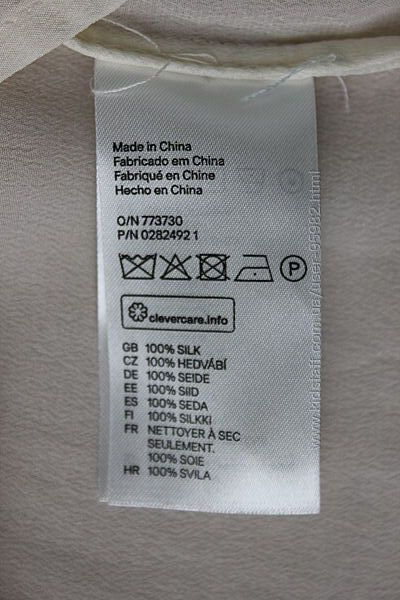 Made in China
Fabricado em China
Fabriqué en Chine
Hecho en China
O/N 773730
P/N 0282492 1
P
clevercare.info
GB 100% SILK
CZ 100% HEDVÁBÍ
DE 100% SEIDE
EE 100% SIID
ES 100% SEDA
FI 100% SILKKI
FR NETTOYER À SEC
SEULEMENT.
100% SOIE
HR 100% SVILA